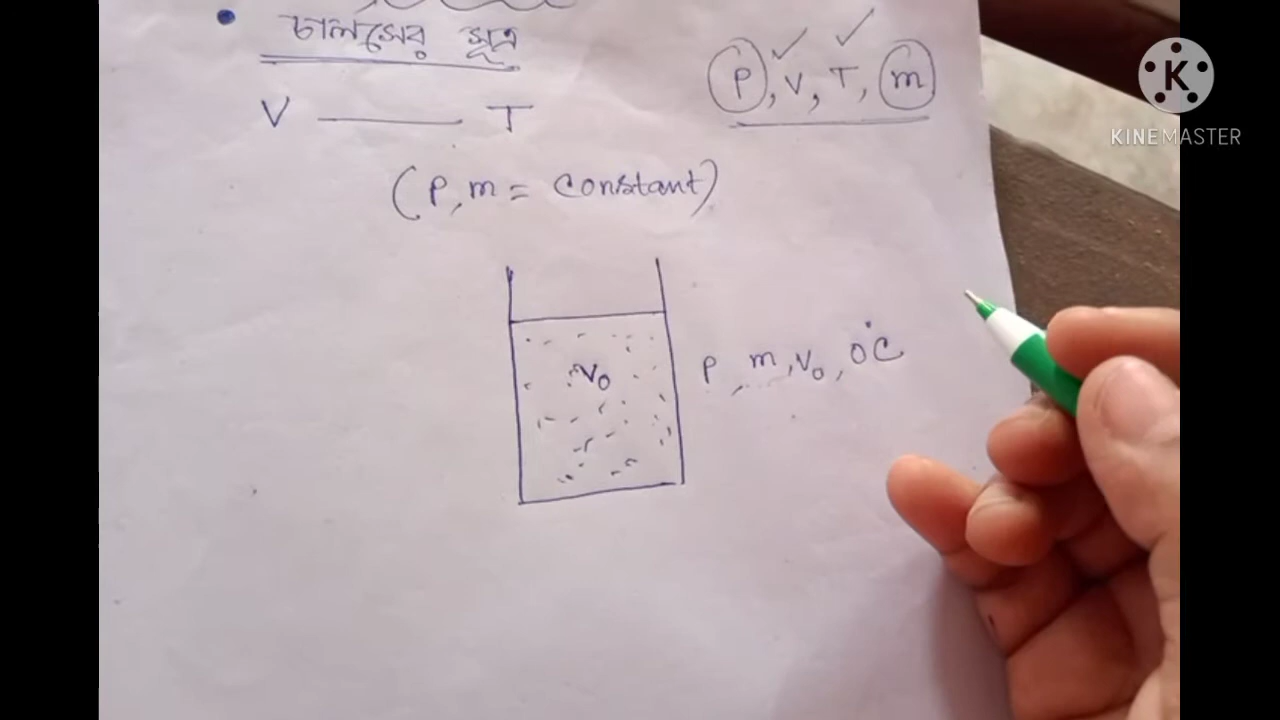 চালসের সূত্র
P, V, T, m
V —— T
(P, m = constant)
V₀
P, m, V₀, 0°C
K
KINEMASTER